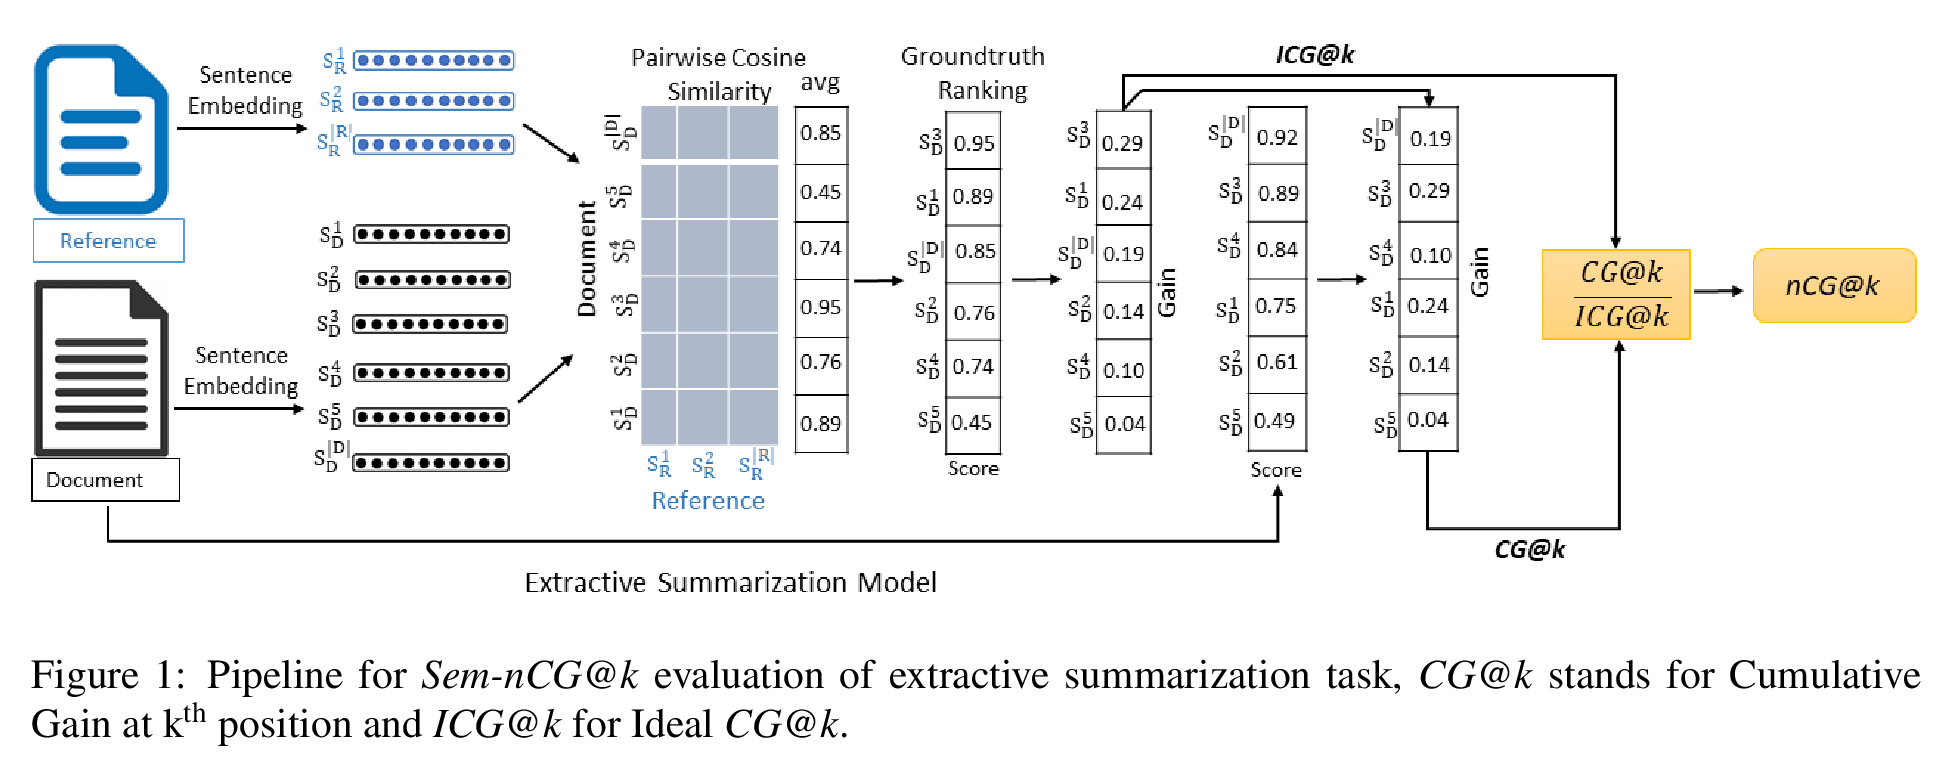 Reference
Sentence
Embedding
S_R^1
S_R^2
S_R^|R|
Document
Sentence
Embedding
S_D^1
S_D^2
S_D^3
S_D^4
S_D^5
S_D^|D|
Pairwise Cosine
Similarity
avg
Document
S_D^|D| 0.85
S_D^5 0.45
S_D^4 0.74
S_D^3 0.95
S_D^2 0.76
S_D^1 0.89
S_R^1 S_R^2 S_R^|R|
Reference
Groundtruth
Ranking
S_D^3 0.95
S_D^1 0.89
S_D^|D| 0.85
S_D^2 0.76
S_D^4 0.74
S_D^5 0.45
Score
S_D^3 0.29
S_D^1 0.24
S_D^|D| 0.19
S_D^2 0.14
S_D^4 0.10
S_D^5 0.04
Gain
S_D^|D| 0.92
S_D^3 0.89
S_D^4 0.84
S_D^1 0.75
S_D^2 0.61
S_D^5 0.49
Score
S_D^|D| 0.19
S_D^3 0.29
S_D^4 0.10
S_D^1 0.24
S_D^2 0.14
S_D^5 0.04
Gain
ICG@k
CG@k
CG@k
ICG@k
nCG@k
Extractive Summarization Model
Figure 1: Pipeline for Sem-nCG@k evaluation of extractive summarization task, CG@k stands for Cumulative
Gain at k^th position and ICG@k for Ideal CG@k.